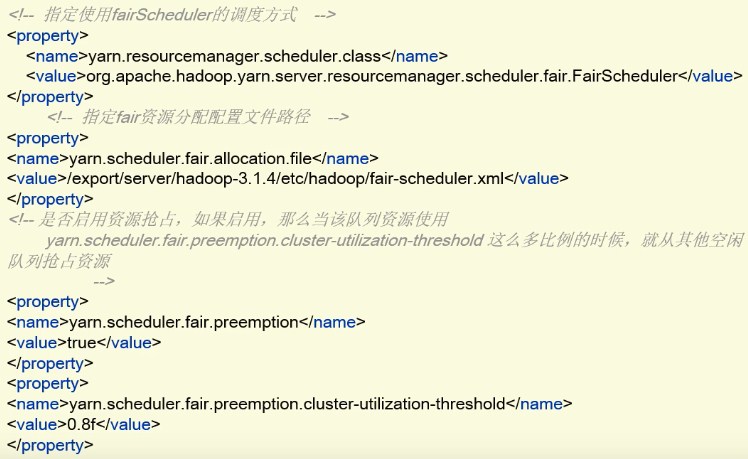 <!-- 指定使用fairScheduler的调度方式 -->
<property>
<name>yarn.resourcemanager.scheduler.class</name>
<value>org.apache.hadoop.yarn.server.resourcemanager.scheduler.fair.FairScheduler</value>
</property>
<!-- 指定fair资源分配配置文件路径 -->
<property>
<name>yarn.scheduler.fair.allocation.file</name>
<value>/export/server/hadoop-3.1.4/etc/hadoop/fair-scheduler.xml</value>
</property>
<!-- 是否启用资源抢占，如果启用，那么当该队列资源使用
yarn.scheduler.fair.preemption.cluster-utilization-threshold 这么多比例的时候，就从其他空闲
队列抢占资源
-->
<property>
<name>yarn.scheduler.fair.preemption</name>
<value>true</value>
</property>
<property>
<name>yarn.scheduler.fair.preemption.cluster-utilization-threshold</name>
<value>0.8f</value>
</property>